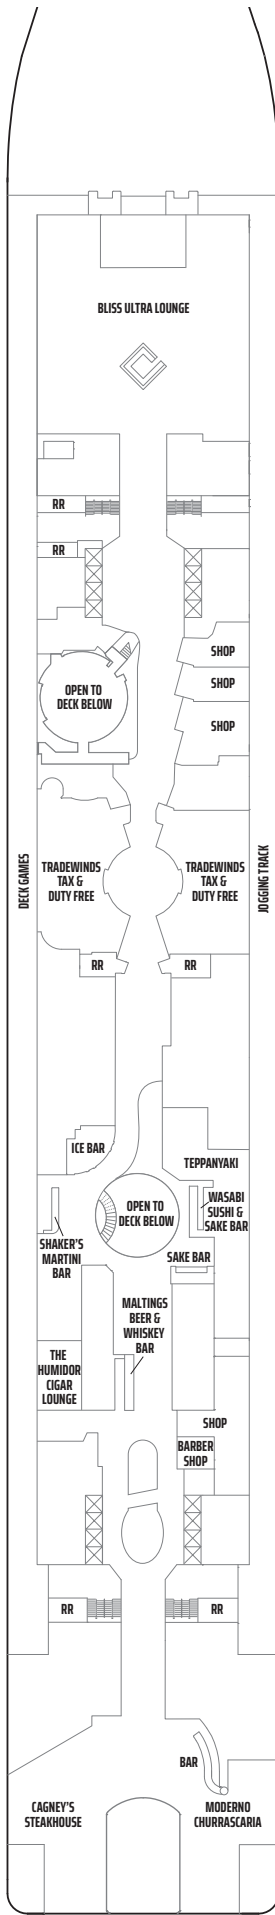 BLISS ULTRA LOUNGE
RR
RR
SHOP
SHOP
OPEN TO
DECK BELOW
SHOP
DECK GAMES
TRADEWINDS
TAX &
DUTY FREE
TRADEWINDS
TAX &
DUTY FREE
JOGGING TRACK
RR
RR
ICE BAR
TEPPANYAKI
OPEN TO
DECK BELOW
WASABI
SUSHI &
SAKE BAR
SHAKER'S
MARTINI
BAR
SAKE BAR
MALTINGS
BEER &
WHISKEY
BAR
THE
HUMIDOR
CIGAR
LOUNGE
SHOP
BARBER
SHOP
RR
RR
BAR
CAGNEY'S
STEAKHOUSE
MODERNO
CHURRASCARIA